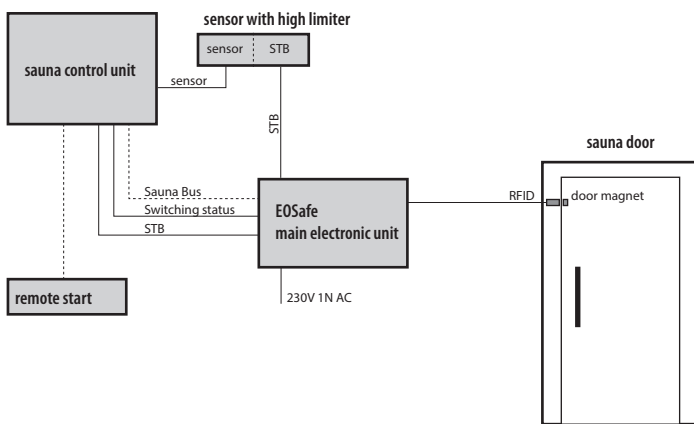 sensor with high limiter
sensor
STB
sauna control unit
sensor
STB
sauna door
RFID
door magnet
Sauna Bus
Switching status
STB
EOSafe
main electronic unit
remote start
230V 1N AC